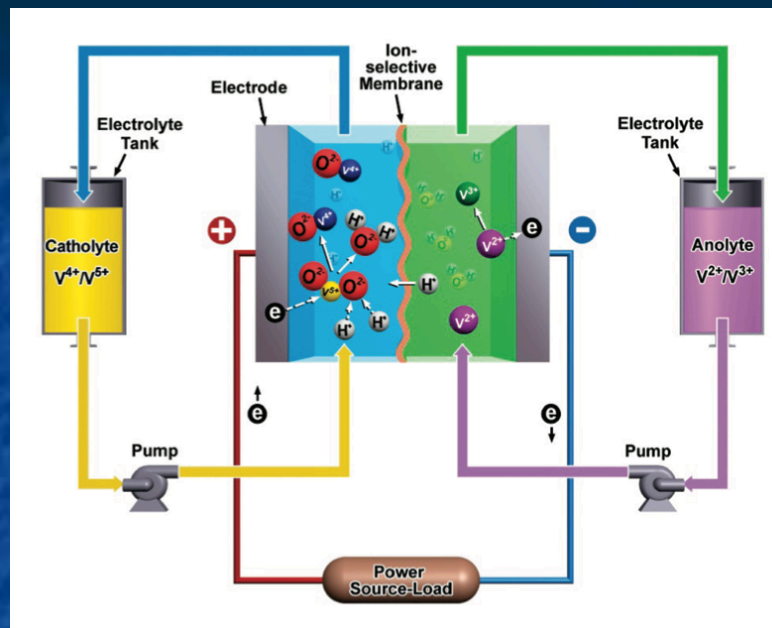 Ion-
selective
Membrane
Electrode
Electrolyte
Tank
Electrolyte
Tank
Catholyte
V⁴⁺/V⁵⁺
Anolyte
V²⁺/V³⁺
+
−
O²⁻
V⁴⁺
H⁺
H⁺
O²⁻
V⁴⁺
H⁺
H⁺
O²⁻
O²⁻
V⁵⁺
O²⁻
H⁺
H⁺
H⁺
e
V³⁺
V²⁺
e
V²⁺
e
e
Pump
Pump
Power
Source-Load